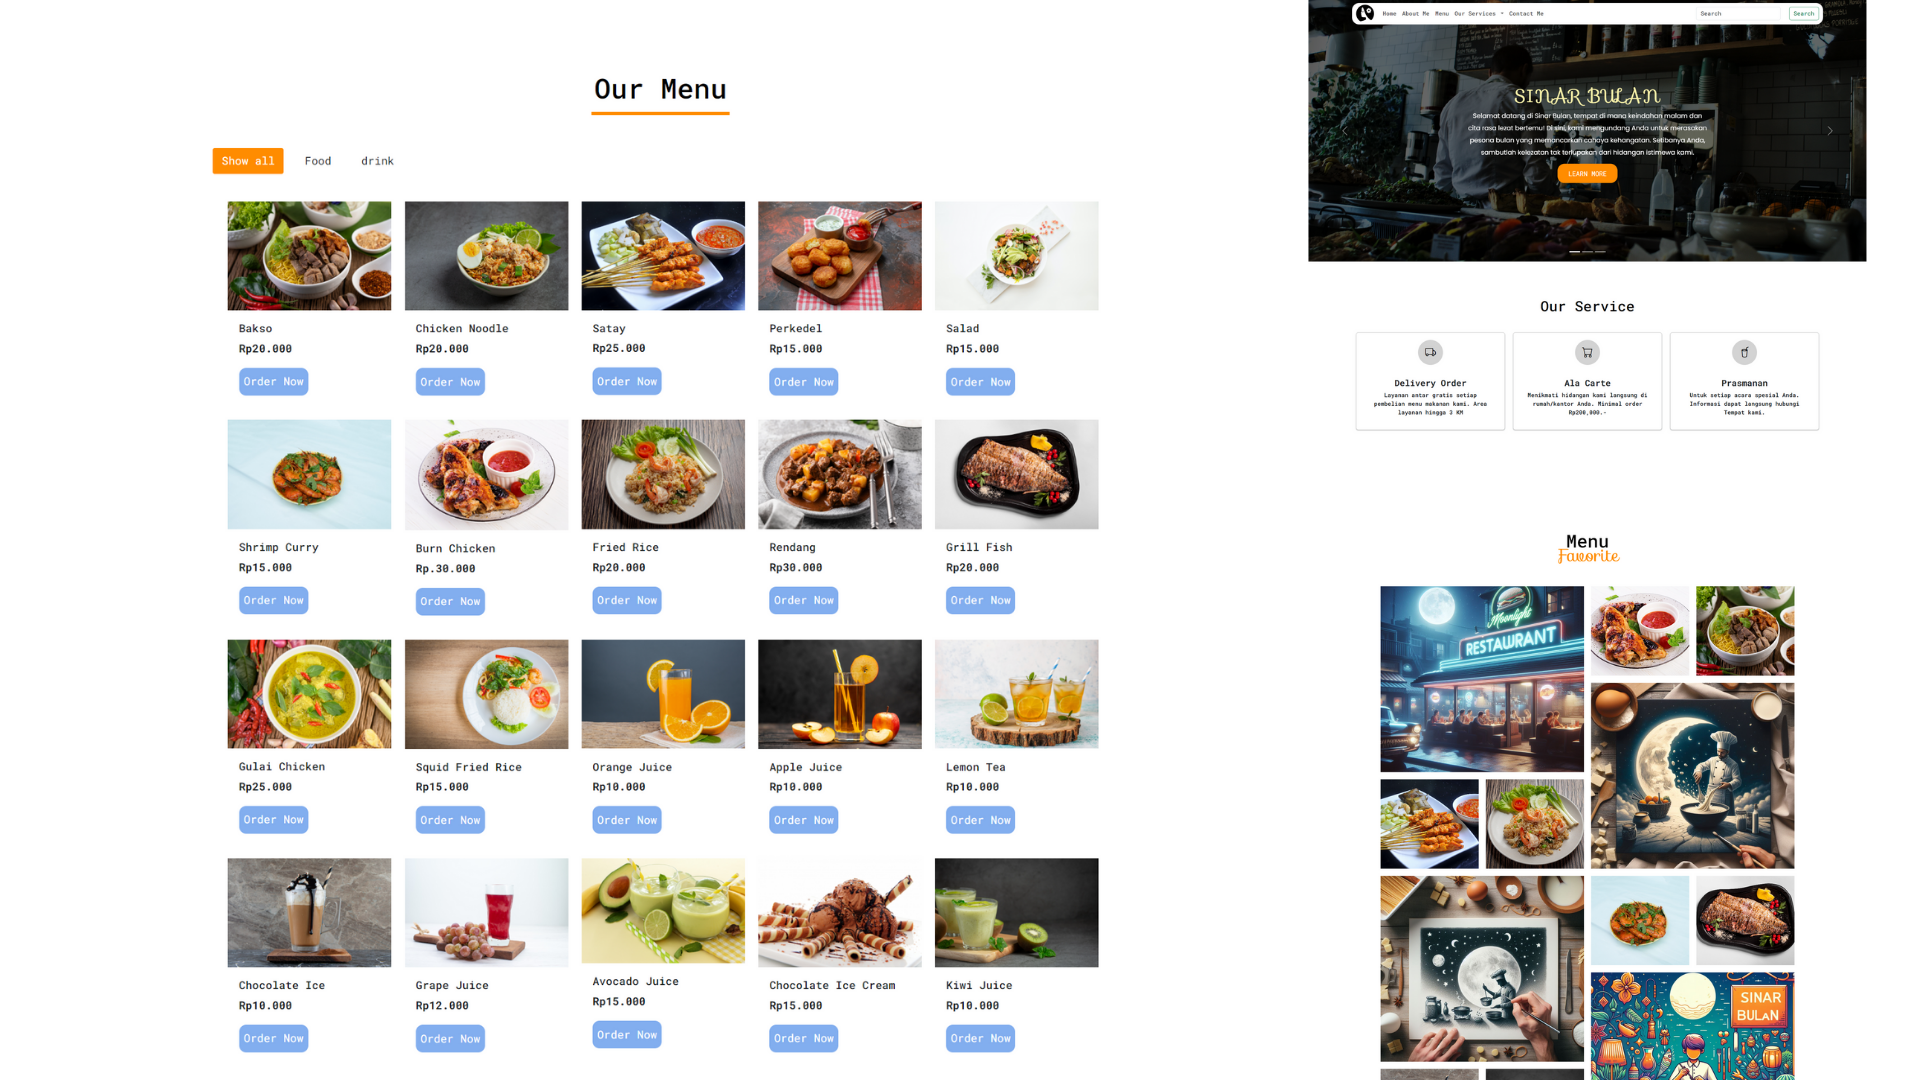 Our Menu
Show all
Food
drink
Bakso
Rp20.000
Order Now
Chicken Noodle
Rp20.000
Order Now
Satay
Rp25.000
Order Now
Perkedel
Rp15.000
Order Now
Salad
Rp15.000
Order Now
Shrimp Curry
Rp15.000
Order Now
Burn Chicken
Rp.30.000
Order Now
Fried Rice
Rp20.000
Order Now
Rendang
Rp30.000
Order Now
Grill Fish
Rp20.000
Order Now
Gulai Chicken
Rp25.000
Order Now
Squid Fried Rice
Rp15.000
Order Now
Orange Juice
Rp10.000
Order Now
Apple Juice
Rp10.000
Order Now
Lemon Tea
Rp10.000
Order Now
Chocolate Ice
Rp10.000
Order Now
Grape Juice
Rp12.000
Order Now
Avocado Juice
Rp15.000
Order Now
Chocolate Ice Cream
Rp15.000
Order Now
Kiwi Juice
Rp10.000
Order Now
Home About Me Menu Our Services Contact Me
Search
Search
SINAR BULAN
Selamat datang di Sinar Bulan, tempat di mana keindahan malam dan
cita rasa lezat bertemu! Di sini, kami mengundang Anda untuk merasakan
pesona bulan yang memancarkan cahaya kehangatan. Setibanya Anda,
sambutlah kelezatan tak terlupakan dari hidangan istimewa kami.
LEARN MORE
Our Service
Delivery Order
Layanan antar gratis setiap
pembelian menu makanan kami. Area
layanan hingga 3 KM
Ala Carte
Menikmati hidangan kami langsung di
rumah/kantor Anda. Minimal order
Rp200,000.-
Prasmanan
Untuk setiap acara spesial Anda.
Informasi dapat langsung hubungi
Tempat kami.
Menu
Favorite
Moonlight
RESTAURANT
SINAR
BULAN